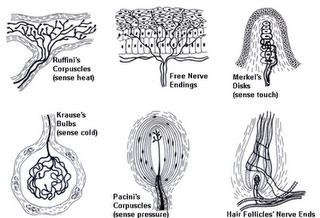 Ruffini's
Corpuscles
(sense heat)
Free Nerve
Endings
Merkel's
Disks
(sense touch)
Krause's
Bulbs
(sense cold)
Pacini's
Corpuscles
(sense pressure)
Hair Follicles' Nerve Ends